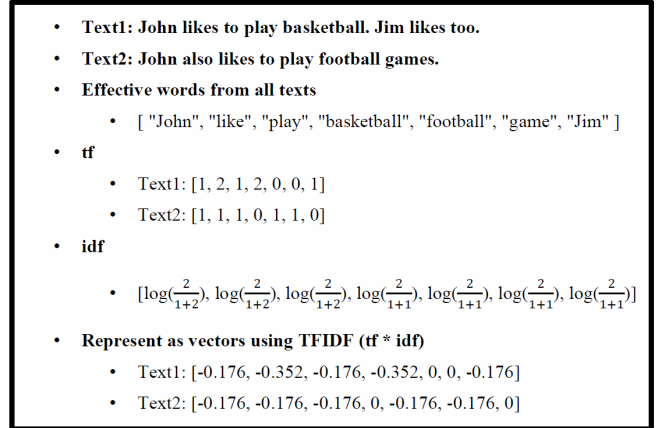 • Text1: John likes to play basketball. Jim likes too.
• Text2: John also likes to play football games.
• Effective words from all texts
• [ "John", "like", "play", "basketball", "football", "game", "Jim" ]
• tf
• Text1: [1, 2, 1, 2, 0, 0, 1]
• Text2: [1, 1, 1, 0, 1, 1, 0]
• idf
• [log(2/1+2), log(2/1+2), log(2/1+2), log(2/1+1), log(2/1+1), log(2/1+1), log(2/1+1)]
• Represent as vectors using TFIDF (tf * idf)
• Text1: [-0.176, -0.352, -0.176, -0.352, 0, 0, -0.176]
• Text2: [-0.176, -0.176, -0.176, 0, -0.176, -0.176, 0]